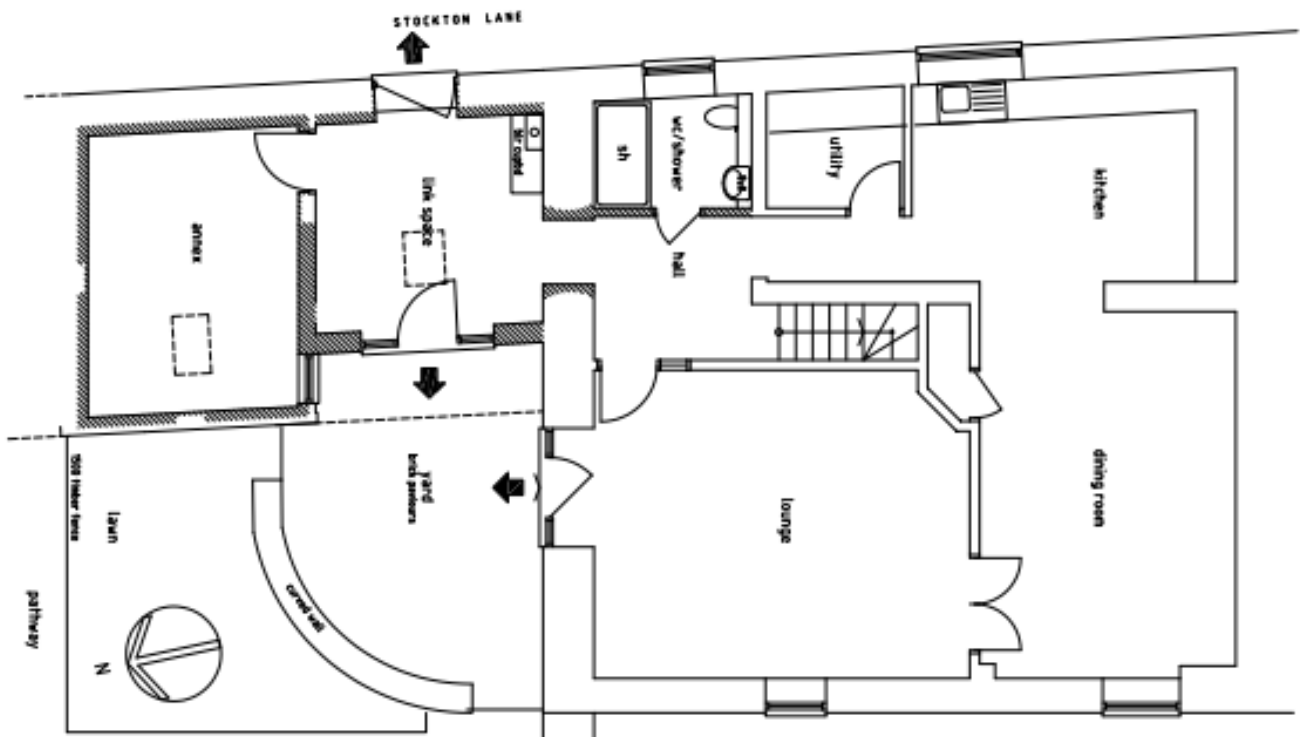 STOCKTON LANE
sh
wc/shower
utility
kitchen
link space
annex
hall
yard
brick paviours
lounge
dining room
lawn
curved wall
pathway
N